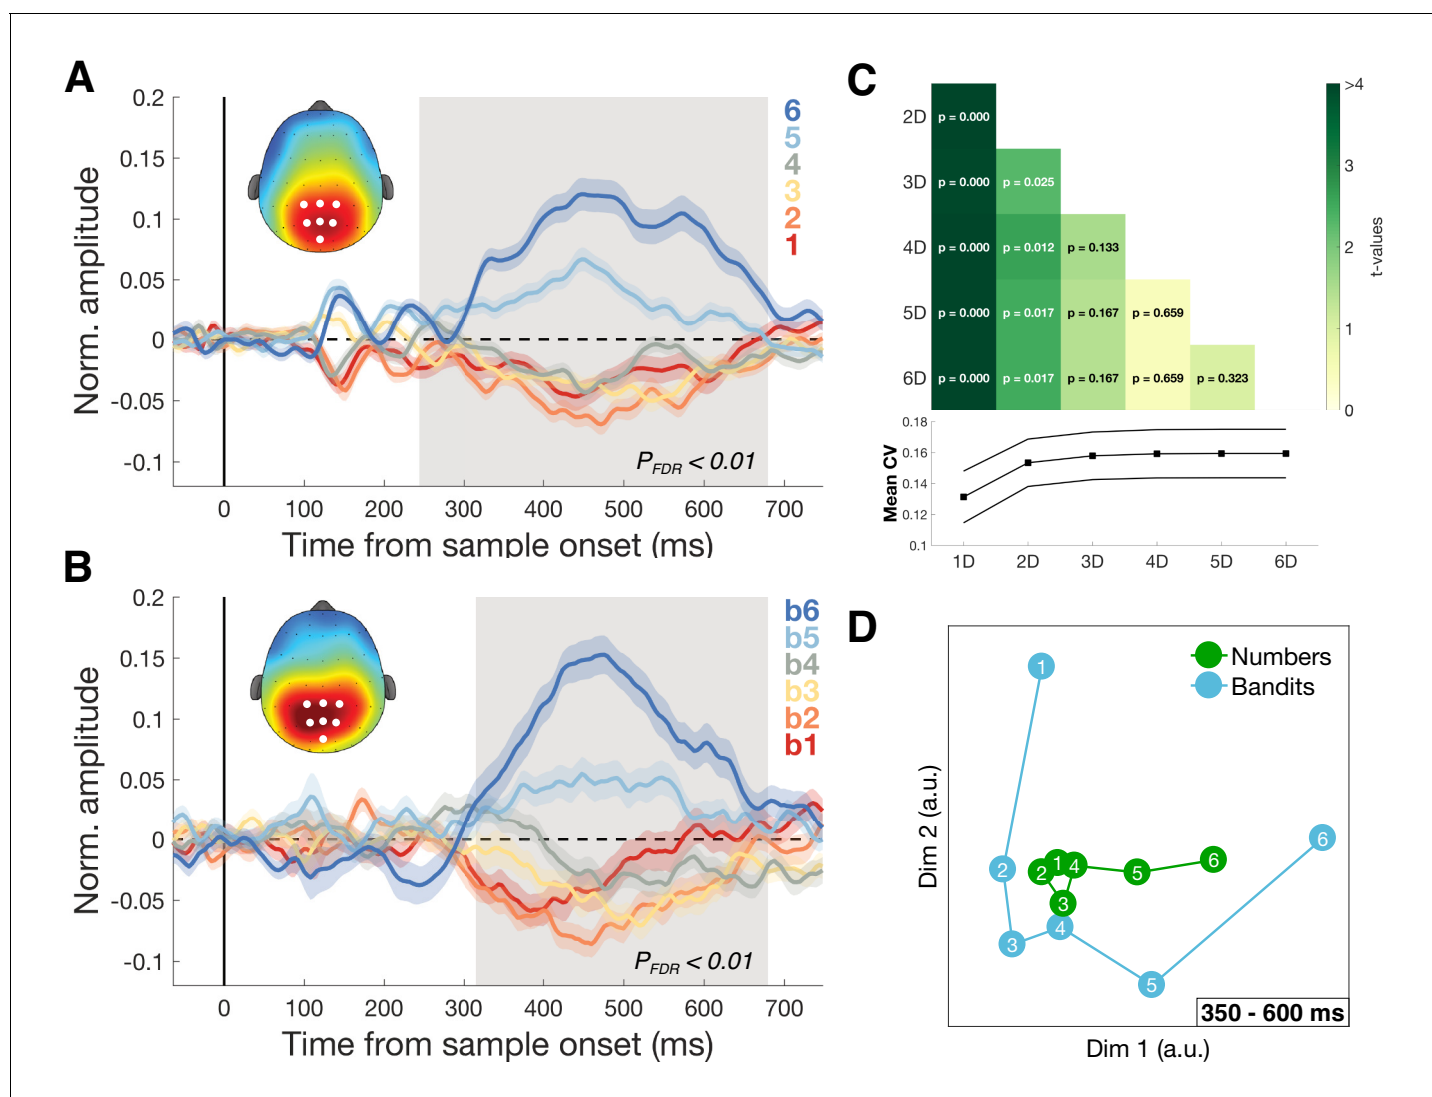 A
0.2
0.15
0.1
0.05
0
-0.05
-0.1
Norm. amplitude
6
5
4
3
2
1
P_FDR < 0.01
0 100 200 300 400 500 600 700
Time from sample onset (ms)
B
0.2
0.15
0.1
0.05
0
-0.05
-0.1
Norm. amplitude
b6
b5
b4
b3
b2
b1
P_FDR < 0.01
0 100 200 300 400 500 600 700
Time from sample onset (ms)
C
2D p = 0.000
3D p = 0.000 p = 0.025
4D p = 0.000 p = 0.012 p = 0.133
5D p = 0.000 p = 0.017 p = 0.167 p = 0.659
6D p = 0.000 p = 0.017 p = 0.167 p = 0.659 p = 0.323
>4
3
2
1
0
t-values
0.18
0.16
0.14
0.12
0.1
Mean CV
1D 2D 3D 4D 5D 6D
D
Numbers
Bandits
1
6
2 1 4 5 6
2
3
3 4
5
350 - 600 ms
Dim 2 (a.u.)
Dim 1 (a.u.)